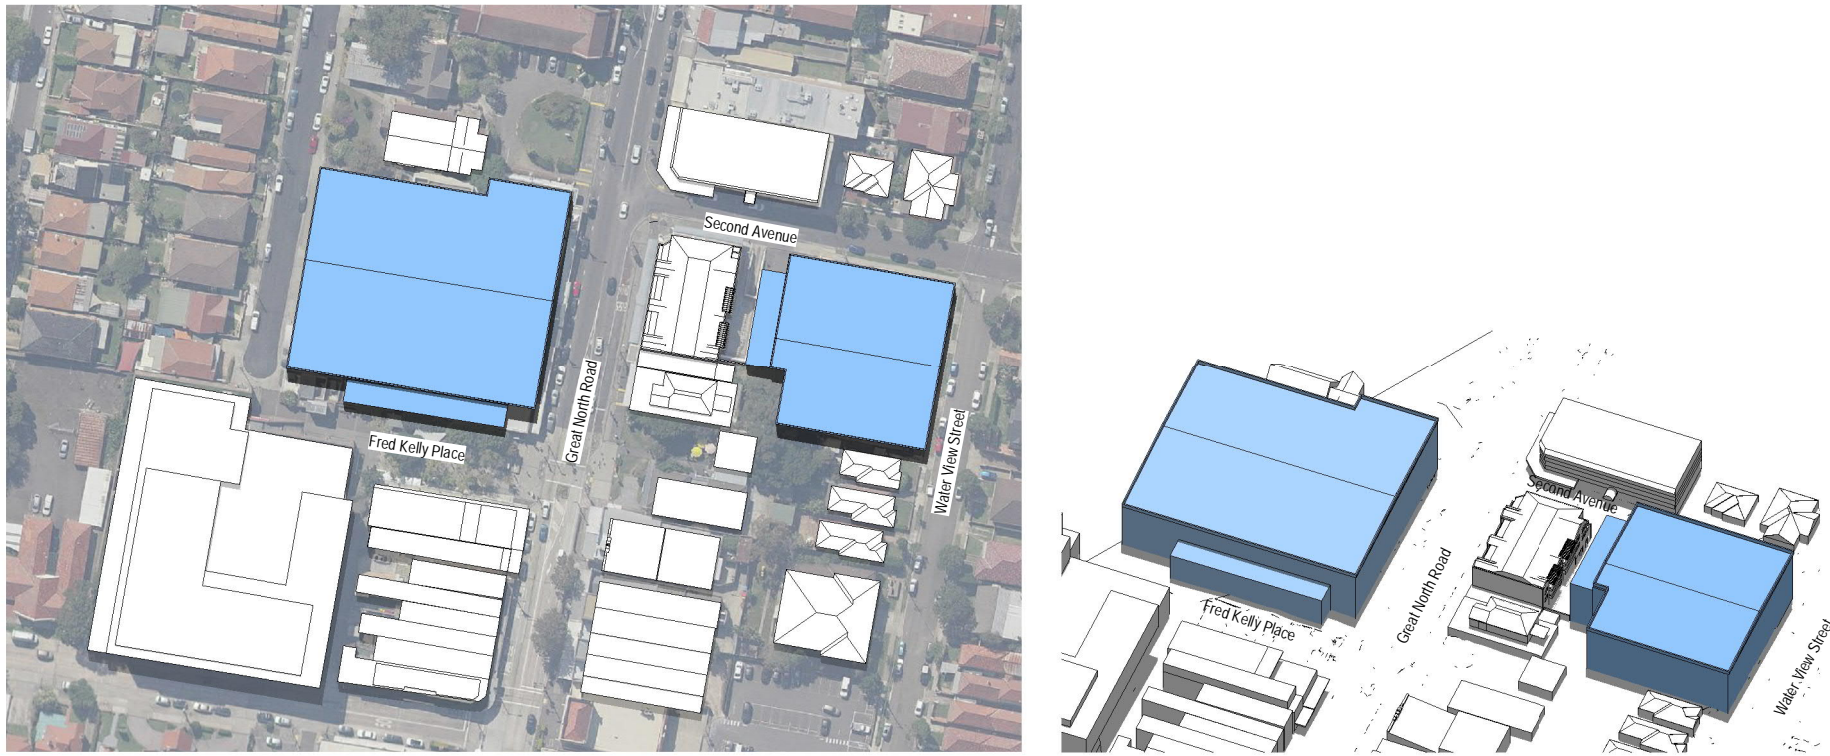 Second Avenue
Great North Road
Fred Kelly Place
Water View Street
Second Avenue
Great North Road
Fred Kelly Place
Water View Street